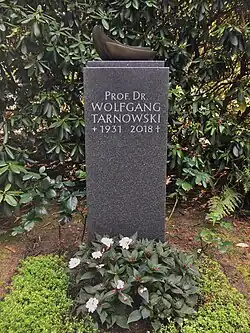 PROF. DR.
WOLFGANG
TARNOWSKI
+ 1931 2018 +